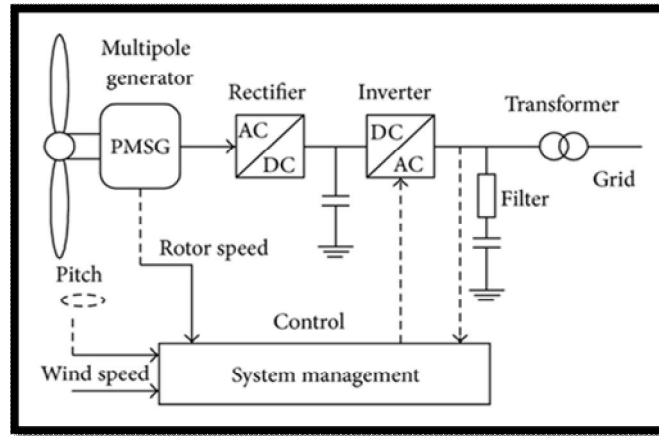 Multipole
generator
Rectifier
Inverter
Transformer
PMSG
AC
DC
DC
AC
Filter
Grid
Rotor speed
Pitch
Control
Wind speed
System management